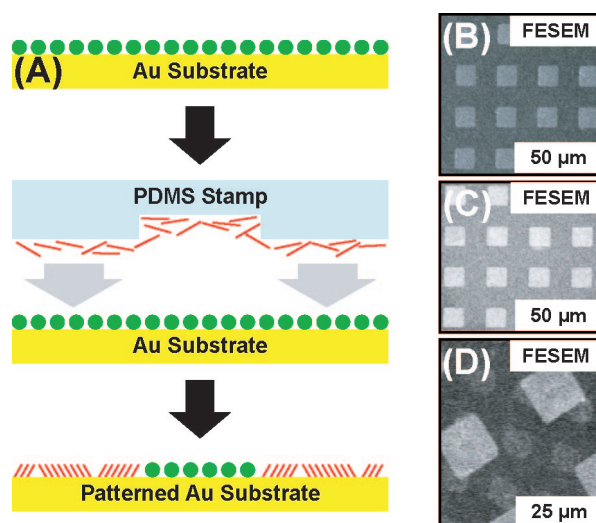 (A)
Au Substrate
PDMS Stamp
Au Substrate
Patterned Au Substrate
(B)
FESEM
50 µm
(C)
FESEM
50 µm
(D)
FESEM
25 µm